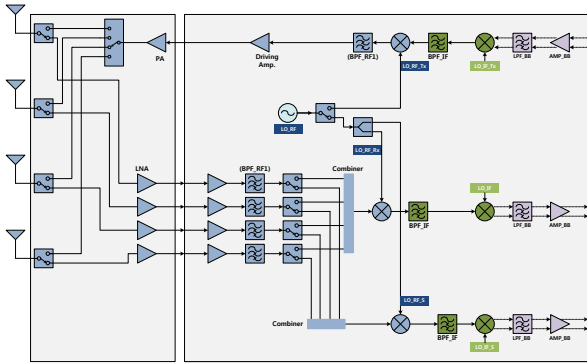 LO_RF_Tx
LO_IF_Tx
PA
Driving
Amp.
(BPF_RF1)
BPF_IF
LPF_BB
AMP_BB
LO_RF
LO_RF_Rx
LNA
(BPF_RF1)
Combiner
LO_IF
BPF_IF
LPF_BB
AMP_BB
LO_RF_S
Combiner
BPF_IF
LO_IF_S
LPF_BB
AMP_BB